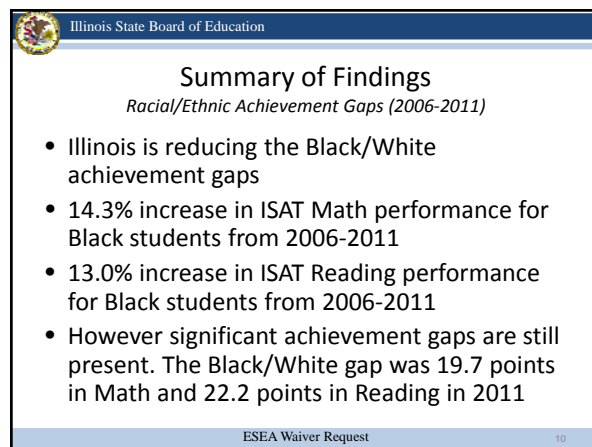 Illinois State Board of Education
Summary of Findings
Racial/Ethnic Achievement Gaps (2006-2011)
• Illinois is reducing the Black/White
achievement gaps
• 14.3% increase in ISAT Math performance for
Black students from 2006-2011
• 13.0% increase in ISAT Reading performance
for Black students from 2006-2011
• However significant achievement gaps are still
present. The Black/White gap was 19.7 points
in Math and 22.2 points in Reading in 2011
ESEA Waiver Request
10